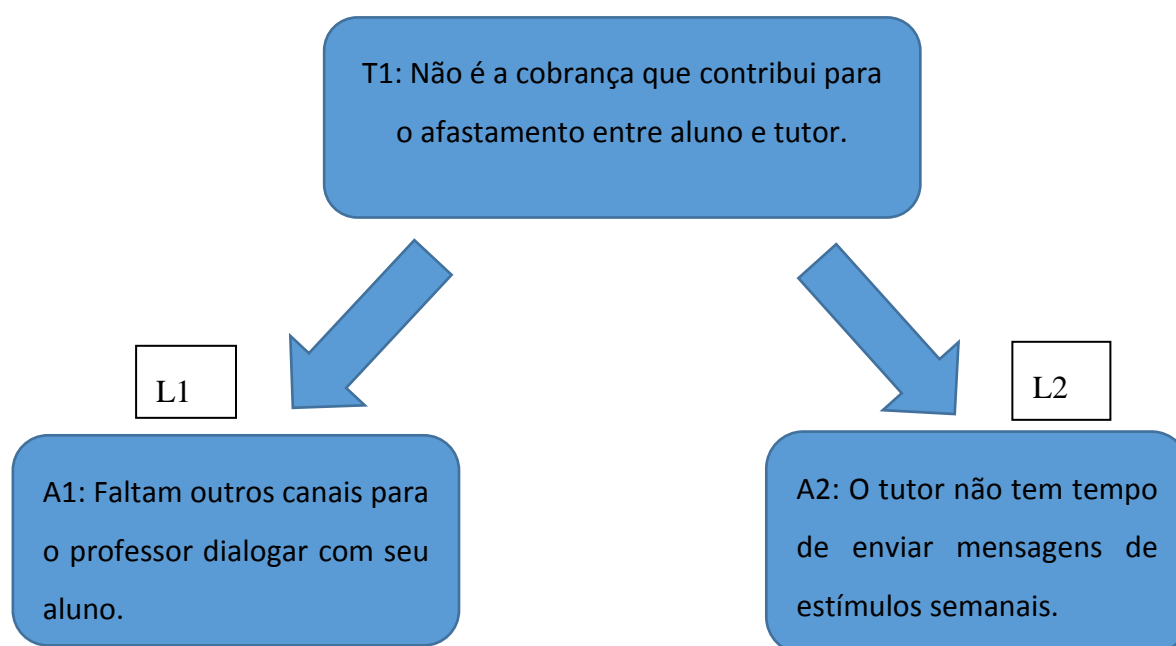 T1: Não é a cobrança que contribui para
o afastamento entre aluno e tutor.
L1
L2
A1: Faltam outros canais para
o professor dialogar com seu
aluno.
A2: O tutor não tem tempo
de enviar mensagens de
estímulos semanais.